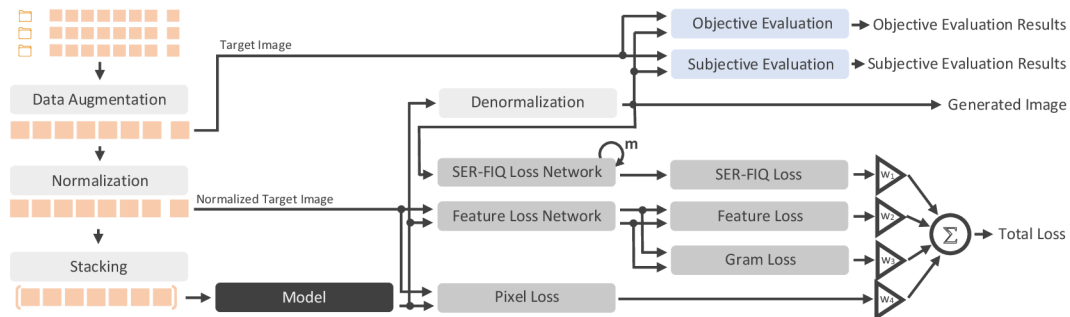 Target Image
Objective Evaluation
Objective Evaluation Results
Subjective Evaluation
Subjective Evaluation Results
Data Augmentation
Denormalization
Generated Image
m
Normalization
SER-FIQ Loss Network
SER-FIQ Loss
W₁
Normalized Target Image
Feature Loss Network
Feature Loss
W₂
Σ
Total Loss
Stacking
Gram Loss
W₃
Model
Pixel Loss
W₄